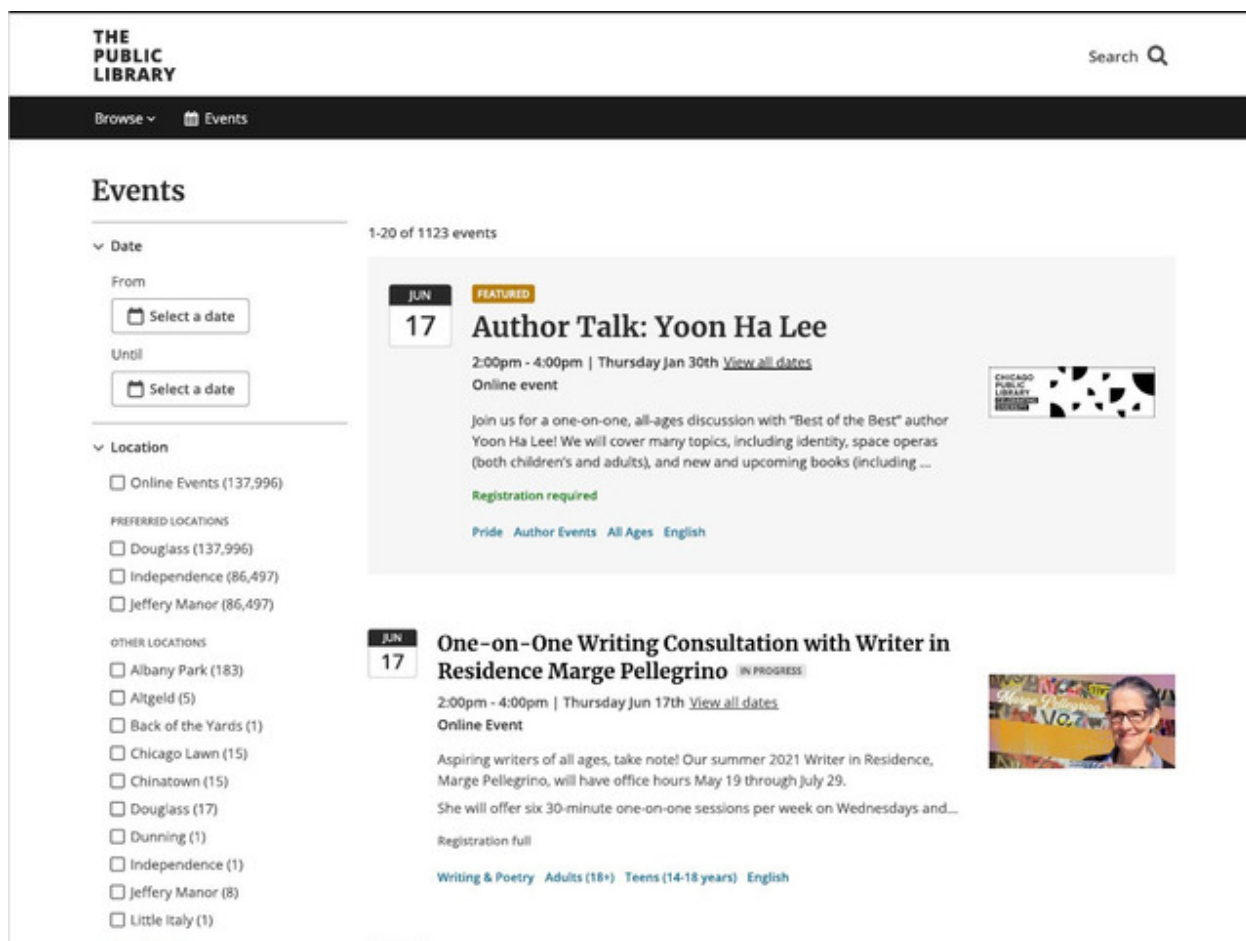 THE
PUBLIC
LIBRARY
Search
Browse
Events
Events
Date
From
Select a date
Until
Select a date
Location
Online Events (137,996)
PREFERRED LOCATIONS
Douglass (137,996)
Independence (86,497)
Jeffery Manor (86,497)
OTHER LOCATIONS
Albany Park (183)
Altgeld (5)
Back of the Yards (1)
Chicago Lawn (15)
Chinatown (15)
Douglass (17)
Dunning (1)
Independence (1)
Jeffery Manor (8)
Little Italy (1)
1-20 of 1123 events
JUN
17
FEATURED
Author Talk: Yoon Ha Lee
2:00pm - 4:00pm | Thursday Jan 30th View all dates
Online event
Join us for a one-on-one, all-ages discussion with “Best of the Best” author
Yoon Ha Lee! We will cover many topics, including identity, space operas
(both children's and adults), and new and upcoming books (including ...
Registration required
Pride Author Events All Ages English
CHICAGO
PUBLIC
LIBRARY
JUN
17
One-on-One Writing Consultation with Writer in
Residence Marge Pellegrino IN PROGRESS
2:00pm - 4:00pm | Thursday Jun 17th View all dates
Online Event
Aspiring writers of all ages, take note! Our summer 2021 Writer in Residence,
Marge Pellegrino, will have office hours May 19 through July 29.
She will offer six 30-minute one-on-one sessions per week on Wednesdays and...
Registration full
Writing & Poetry Adults (18+) Teens (14-18 years) English
Marge Pellegrino